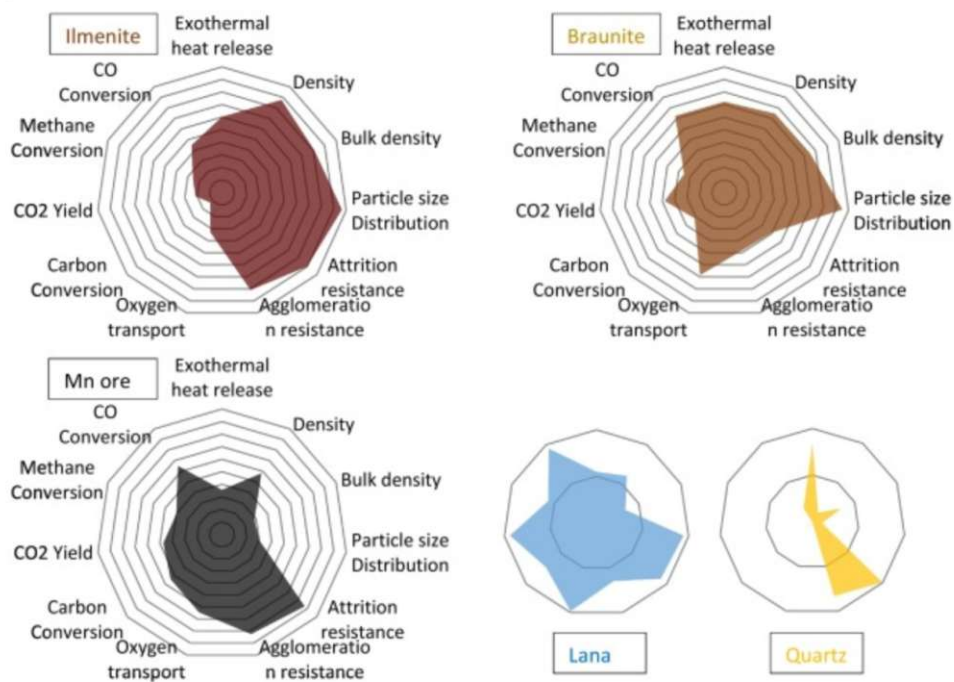 Ilmenite
Exothermal
heat release
CO
Conversion
Density
Methane
Conversion
Bulk density
CO2 Yield
Particle size
Distribution
Carbon
Conversion
Attrition
resistance
Oxygen
transport
Agglomeratio
n resistance
Braunite
Exothermal
heat release
CO
Conversion
Density
Methane
Conversion
Bulk density
CO2 Yield
Particle size
Distribution
Carbon
Conversion
Attrition
resistance
Oxygen
transport
Agglomeratio
n resistance
Mn ore
Exothermal
heat release
CO
Conversion
Density
Methane
Conversion
Bulk density
CO2 Yield
Particle size
Distribution
Carbon
Conversion
Attrition
resistance
Oxygen
transport
Agglomeratio
n resistance
Lana
Quartz